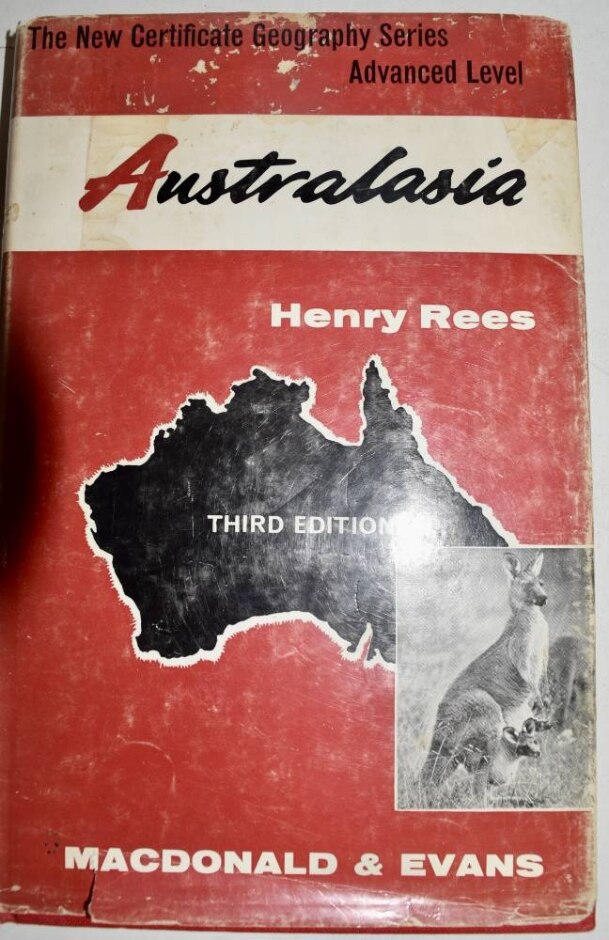 The New Certificate Geography Series
Advanced Level
Australasia
Henry Rees
THIRD EDITION
MACDONALD & EVANS